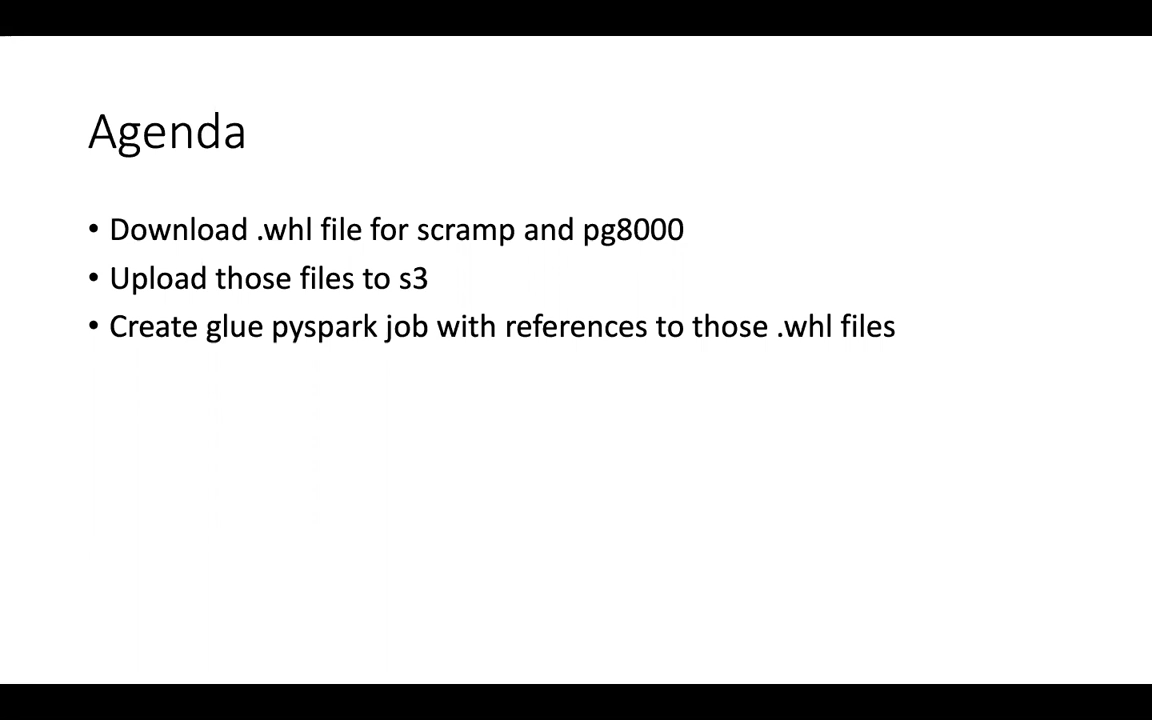 Agenda
• Download .whl file for scramp and pg8000
• Upload those files to s3
• Create glue pyspark job with references to those .whl files